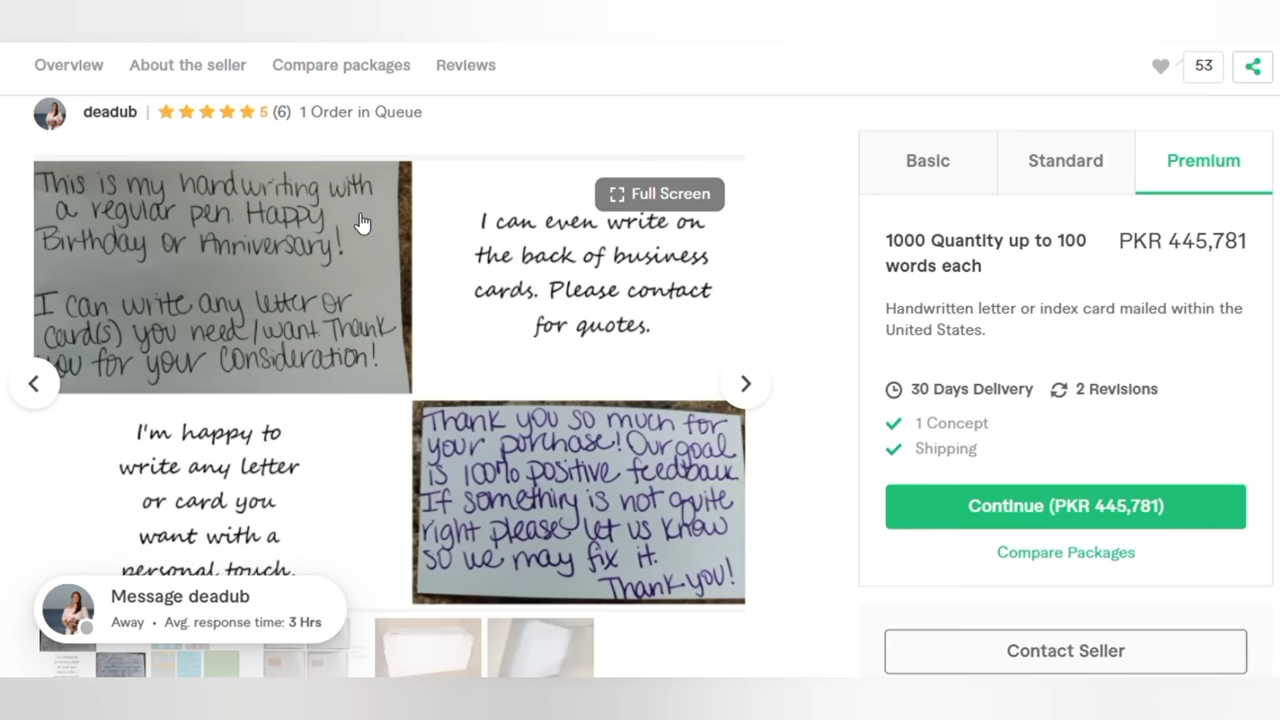 Overview About the seller Compare packages Reviews
53
deadub | 5 (6) 1 Order in Queue
This is my handwriting with
a regular pen. Happy
Birthday or Anniversary!
I can write any letter or
card(s) you need/want. Thank
you for your consideration!
Full Screen
I can even write on
the back of business
cards. Please contact
for quotes.
I'm happy to
write any letter
or card you
want with a
personal touch.
Thank you so much for
your purchase! Our goal
is 100% positive feedback
If something is not quite
right please let us know
so we may fix it.
Thank you!
Message deadub
Away • Avg. response time: 3 Hrs
Basic Standard Premium
1000 Quantity up to 100
words each
PKR 445,781
Handwritten letter or index card mailed within the
United States.
30 Days Delivery 2 Revisions
1 Concept
Shipping
Continue (PKR 445,781)
Compare Packages
Contact Seller